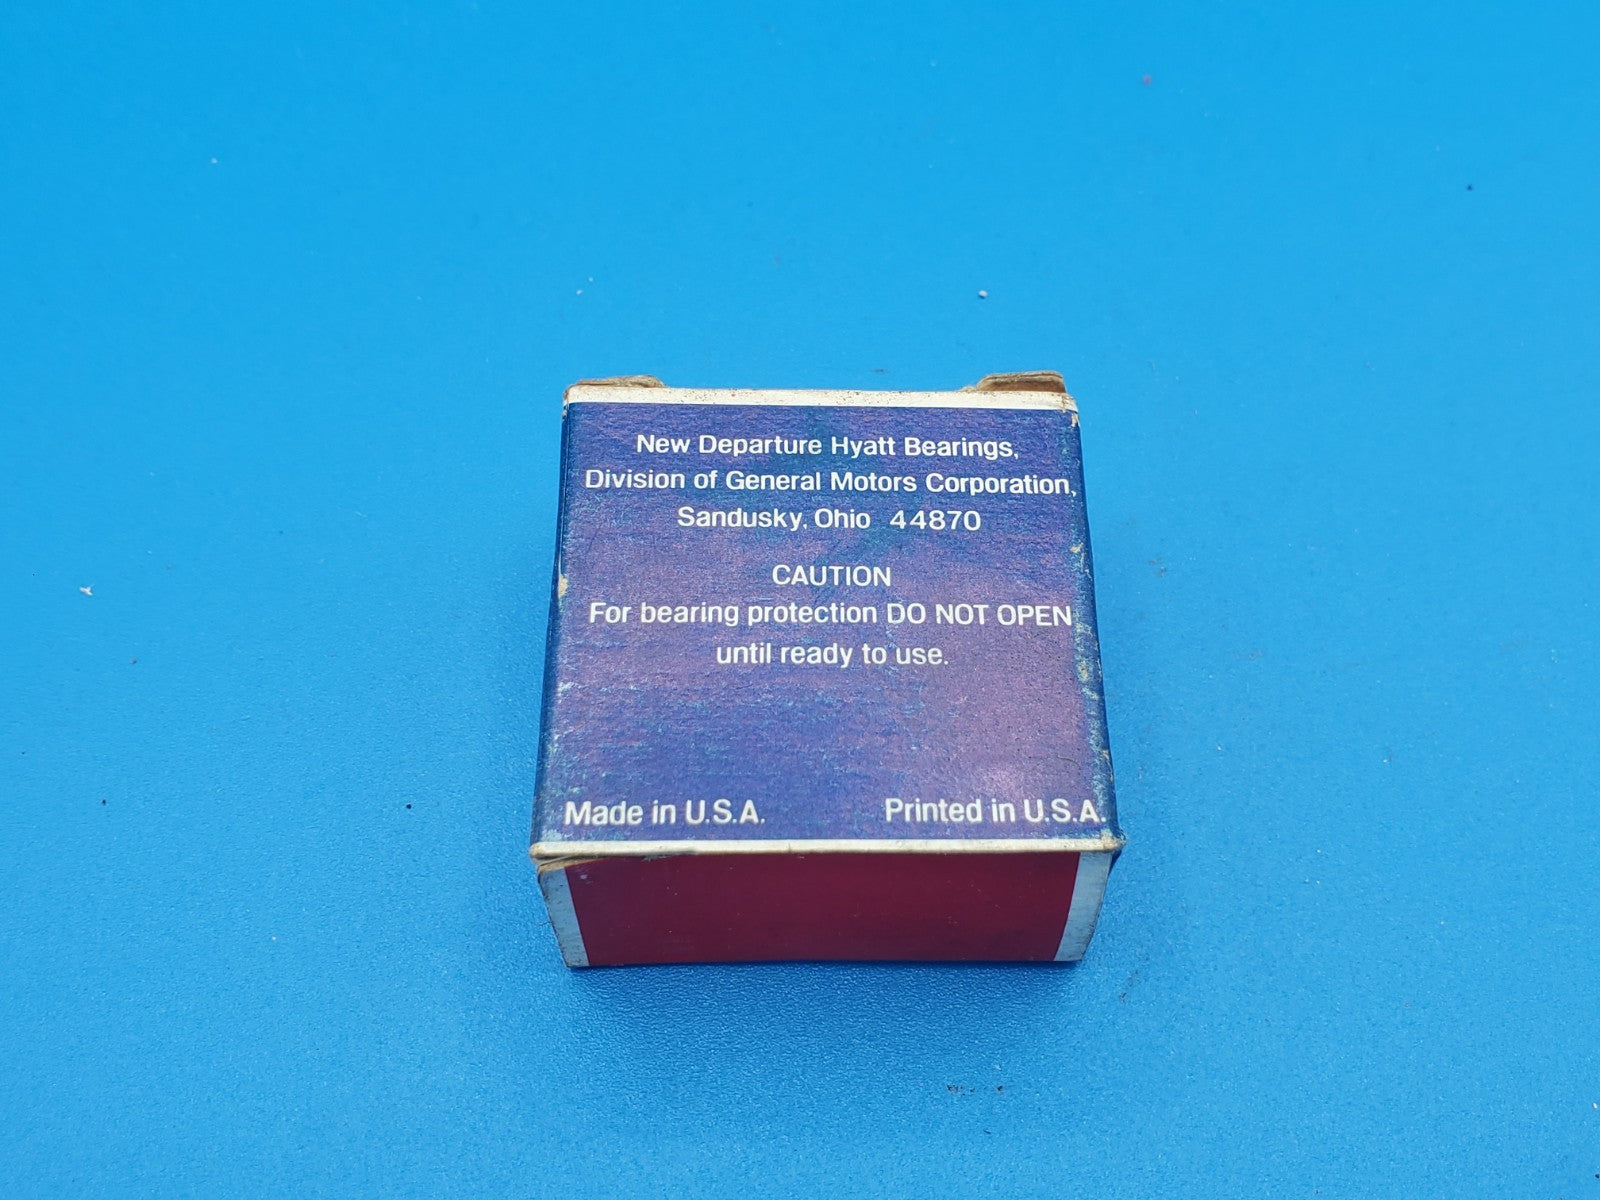 New Departure Hyatt Bearings,
Division of General Motors Corporation,
Sandusky, Ohio 44870
CAUTION
For bearing protection DO NOT OPEN
until ready to use.
Made in U.S.A. Printed in U.S.A.